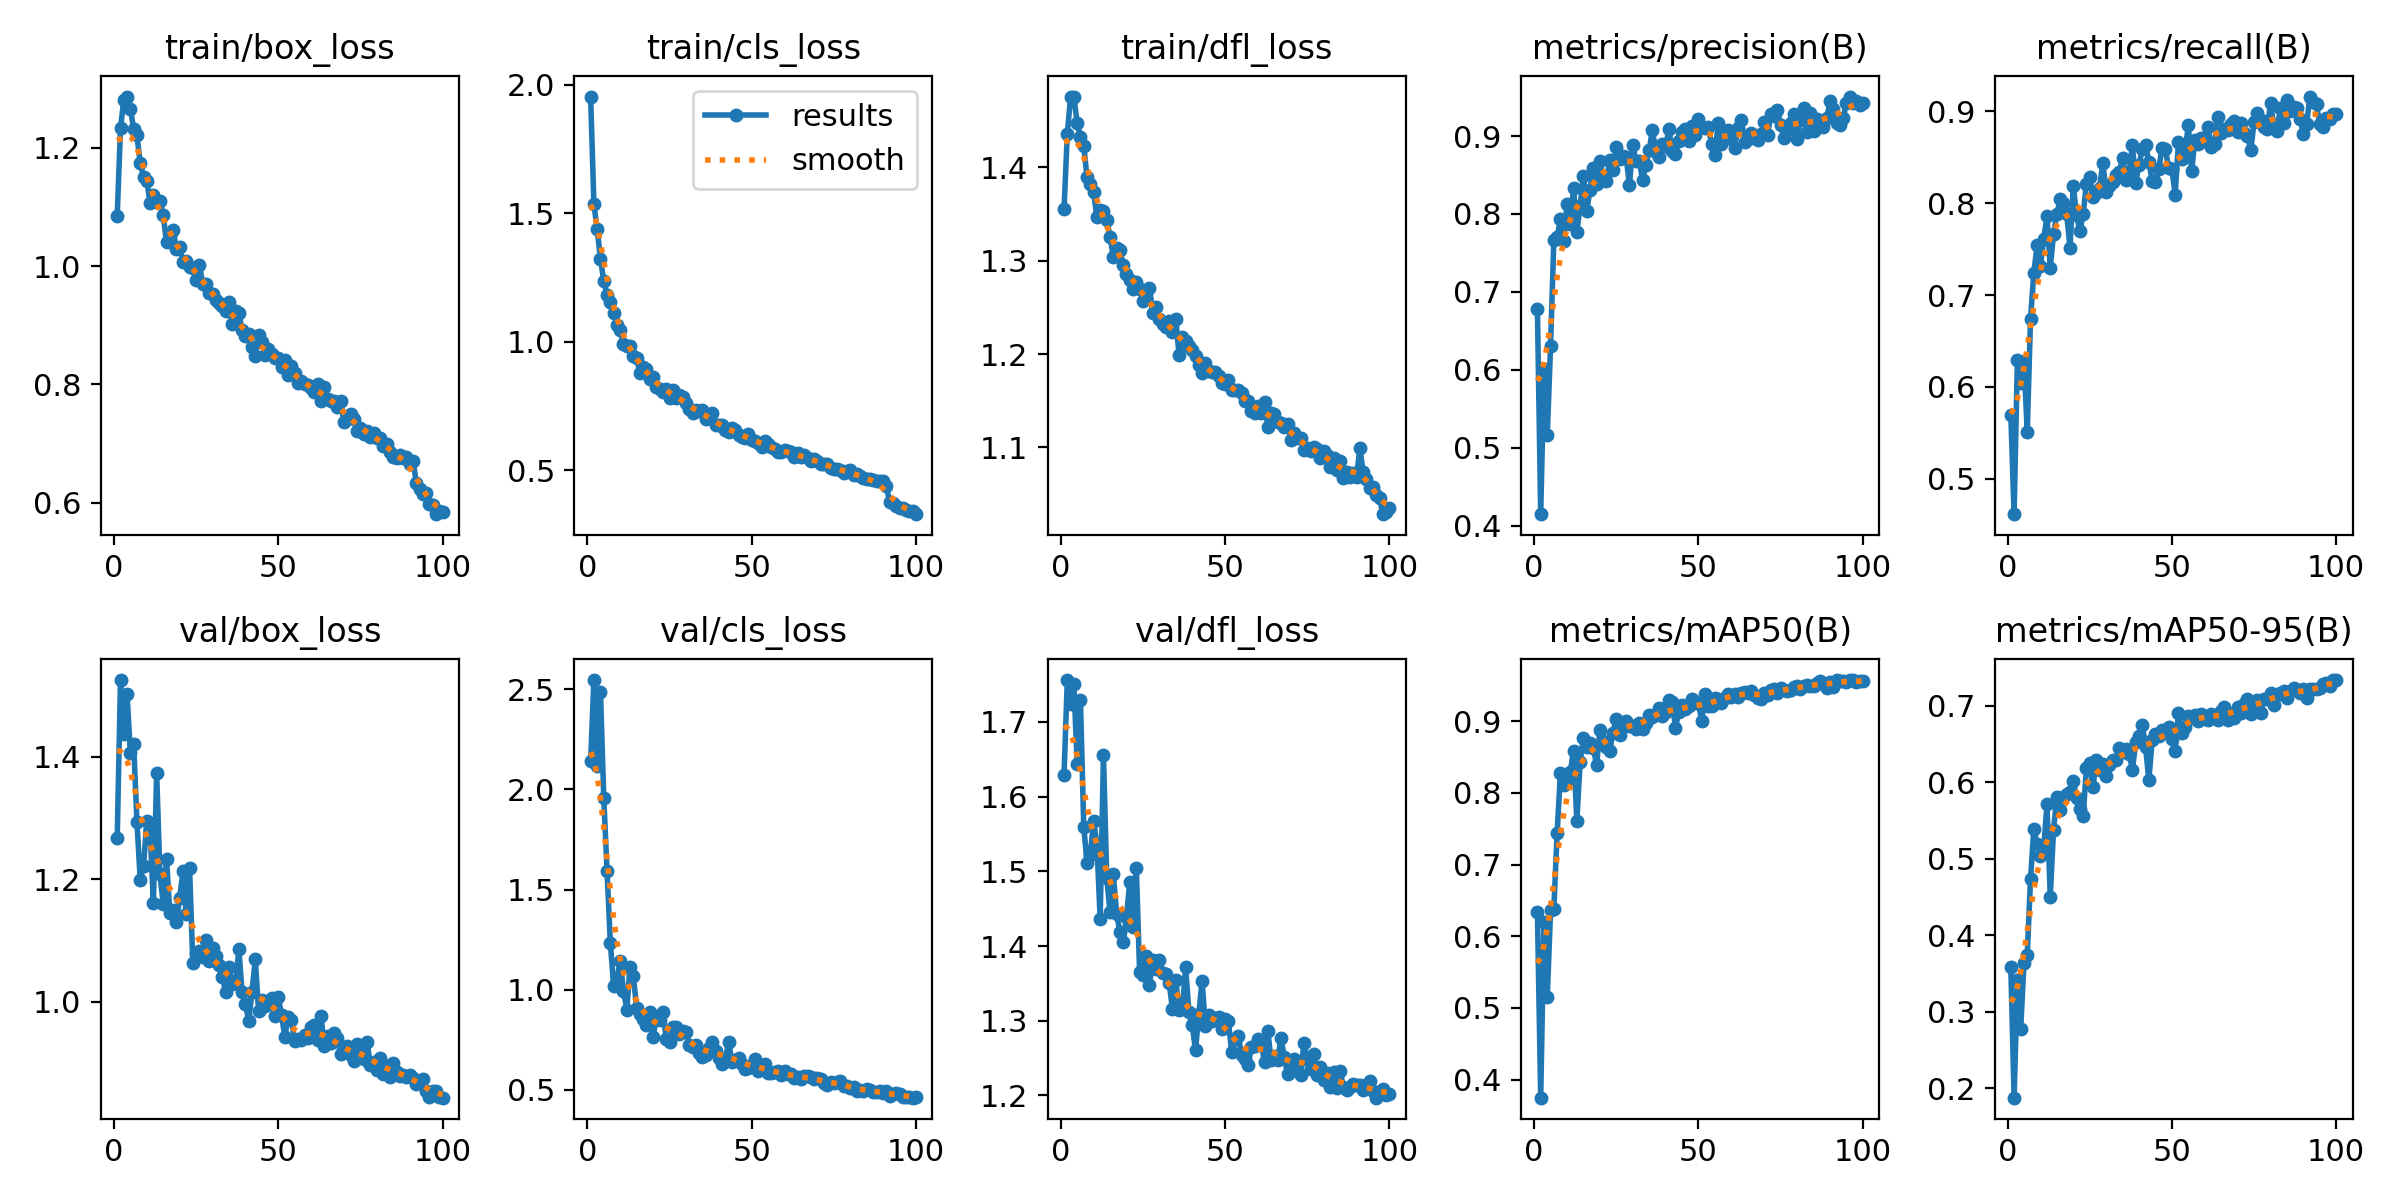 train/box_loss
1.2
1.0
0.8
0.6
0 50 100
train/cls_loss
results
smooth
2.0
1.5
1.0
0.5
0 50 100
train/dfl_loss
1.4
1.3
1.2
1.1
0 50 100
metrics/precision(B)
0.9
0.8
0.7
0.6
0.5
0.4
0 50 100
metrics/recall(B)
0.9
0.8
0.7
0.6
0.5
0 50 100
val/box_loss
1.4
1.2
1.0
0 50 100
val/cls_loss
2.5
2.0
1.5
1.0
0.5
0 50 100
val/dfl_loss
1.7
1.6
1.5
1.4
1.3
1.2
0 50 100
metrics/mAP50(B)
0.9
0.8
0.7
0.6
0.5
0.4
0 50 100
metrics/mAP50-95(B)
0.7
0.6
0.5
0.4
0.3
0.2
0 50 100